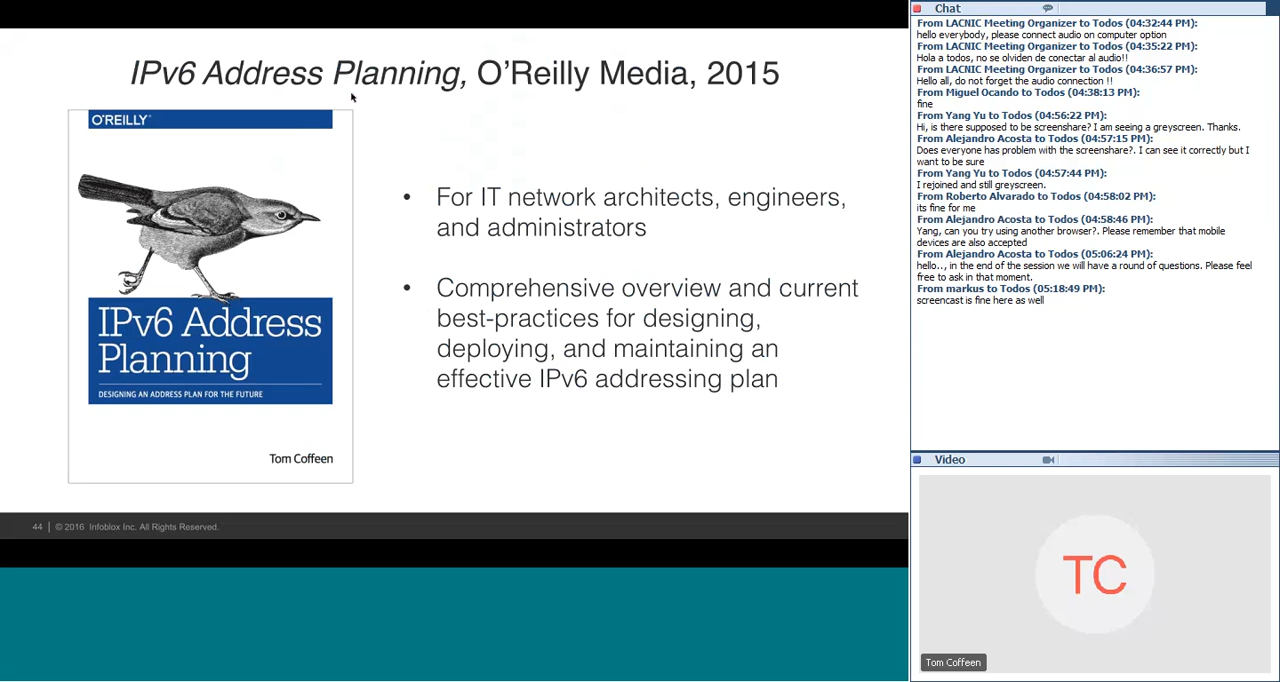 IPv6 Address Planning, O'Reilly Media, 2015
O'REILLY®
IPv6 Address
Planning
DESIGNING AN ADDRESS PLAN FOR THE FUTURE
Tom Coffeen
• For IT network architects, engineers,
and administrators
• Comprehensive overview and current
best-practices for designing,
deploying, and maintaining an
effective IPv6 addressing plan
44 | © 2016 Infoblox Inc. All Rights Reserved.
Chat
From LACNIC Meeting Organizer to Todos (04:32:44 PM):
hello everybody, please connect audio on computer option
From LACNIC Meeting Organizer to Todos (04:35:22 PM):
Hola a todos, no se olviden de conectar al audio!!
From LACNIC Meeting Organizer to Todos (04:36:57 PM):
Hello all, do not forget the audio connection !!
From Miguel Ocando to Todos (04:38:13 PM):
fine
From Yang Yu to Todos (04:56:22 PM):
Hi, is there supposed to be screenshare? I am seeing a greyscreen. Thanks.
From Alejandro Acosta to Todos (04:57:15 PM):
Does everyone has problem with the screenshare?. I can see it correctly but I
want to be sure
From Yang Yu to Todos (04:57:44 PM):
I rejoined and still greyscreen.
From Roberto Alvarado to Todos (04:58:02 PM):
its fine for me
From Alejandro Acosta to Todos (04:58:46 PM):
Yang, can you try using another browser?. Please remember that mobile
devices are also accepted
From Alejandro Acosta to Todos (05:06:24 PM):
hello.., in the end of the session we will have a round of questions. Please feel
free to ask in that moment.
From markus to Todos (05:18:49 PM):
screencast is fine here as well
Video
TC
Tom Coffeen